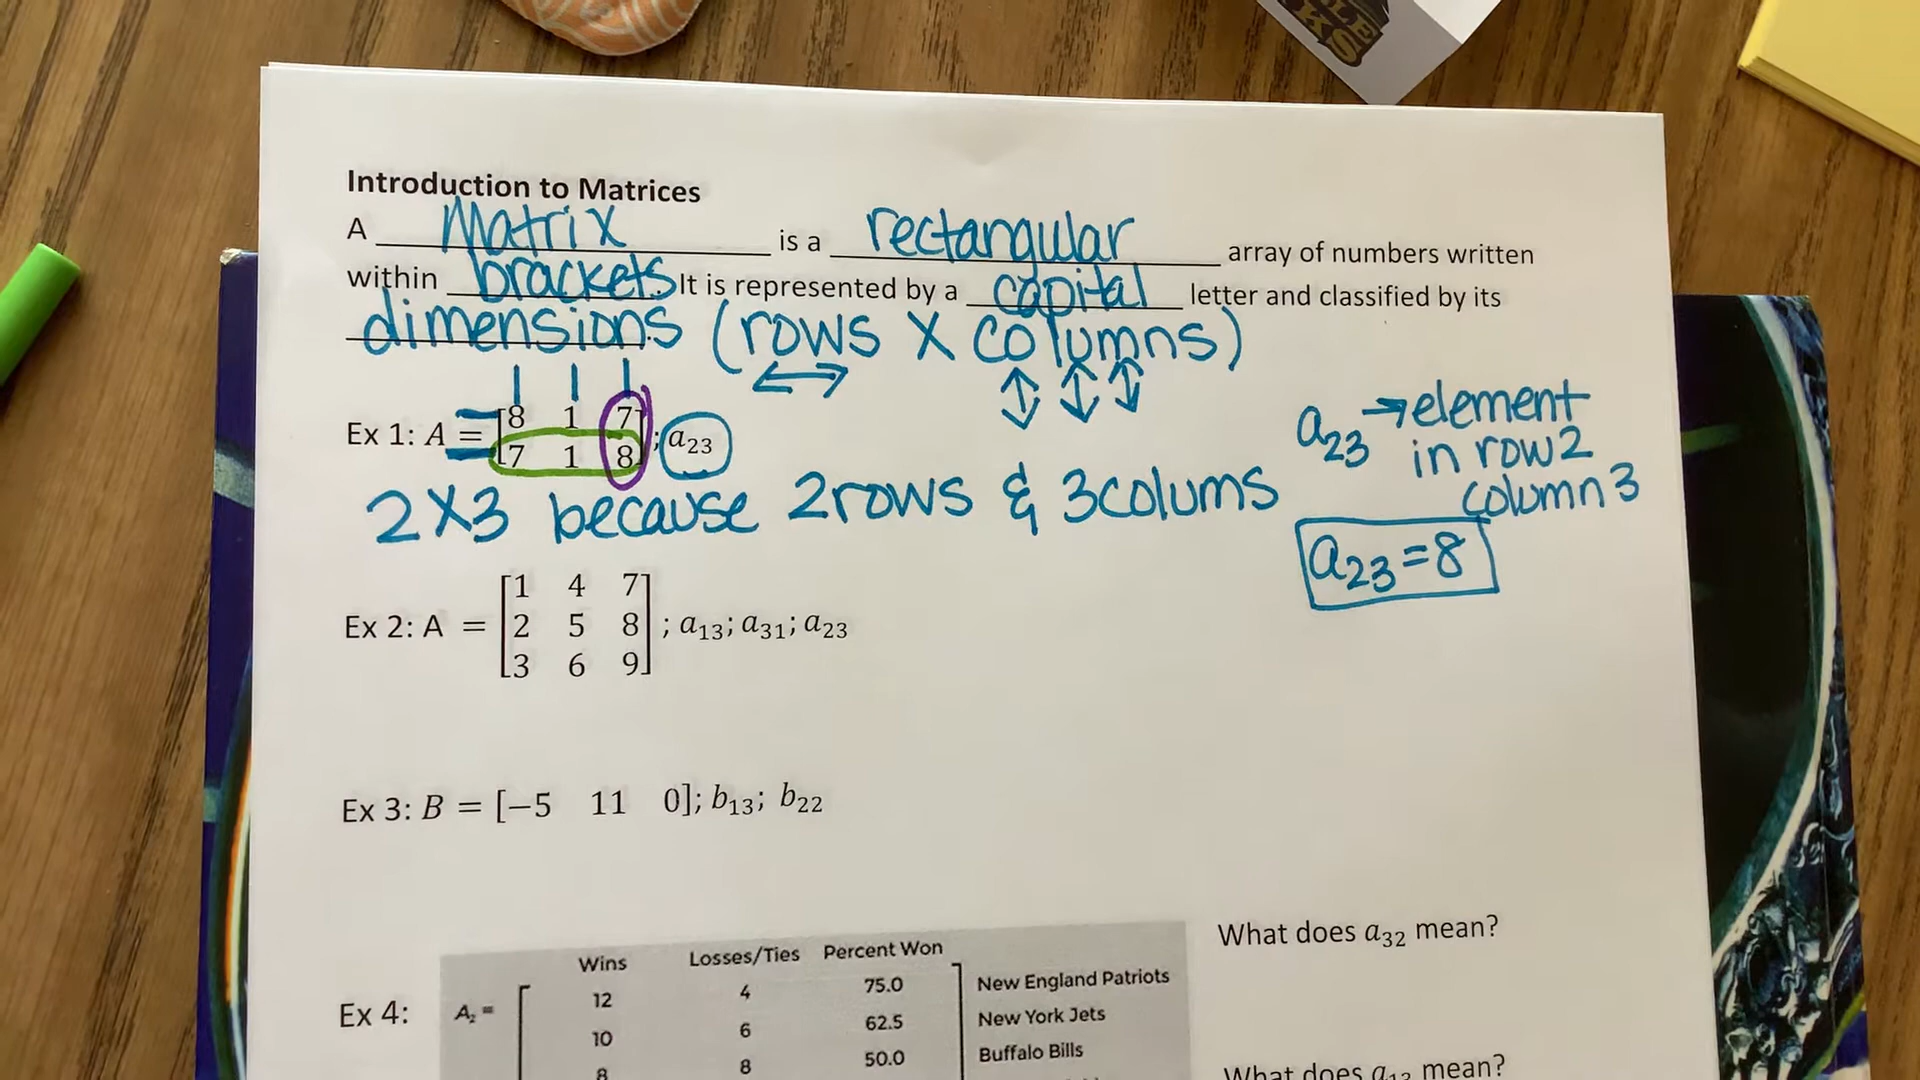 Introduction to Matrices
A Matrix is a rectangular array of numbers written
within brackets It is represented by a capital letter and classified by its
dimensions (rows X columns)
Ex 1: A = [8 1 7; a₂₃
7 1 8]
a₂₃ → element
in row 2
column 3
2X3 because 2rows & 3colums
a₂₃ = 8
Ex 2: A = [1 4 7
2 5 8 ; a₁₃; a₃₁; a₂₃
3 6 9]
Ex 3: B = [−5 11 0]; b₁₃; b₂₂
What does a₃₂ mean?
Wins Losses/Ties Percent Won
Ex 4: A₂ = [12 4 75.0] New England Patriots
10 6 62.5 New York Jets
8 8 50.0 Buffalo Bills
What does a₁₃ mean?